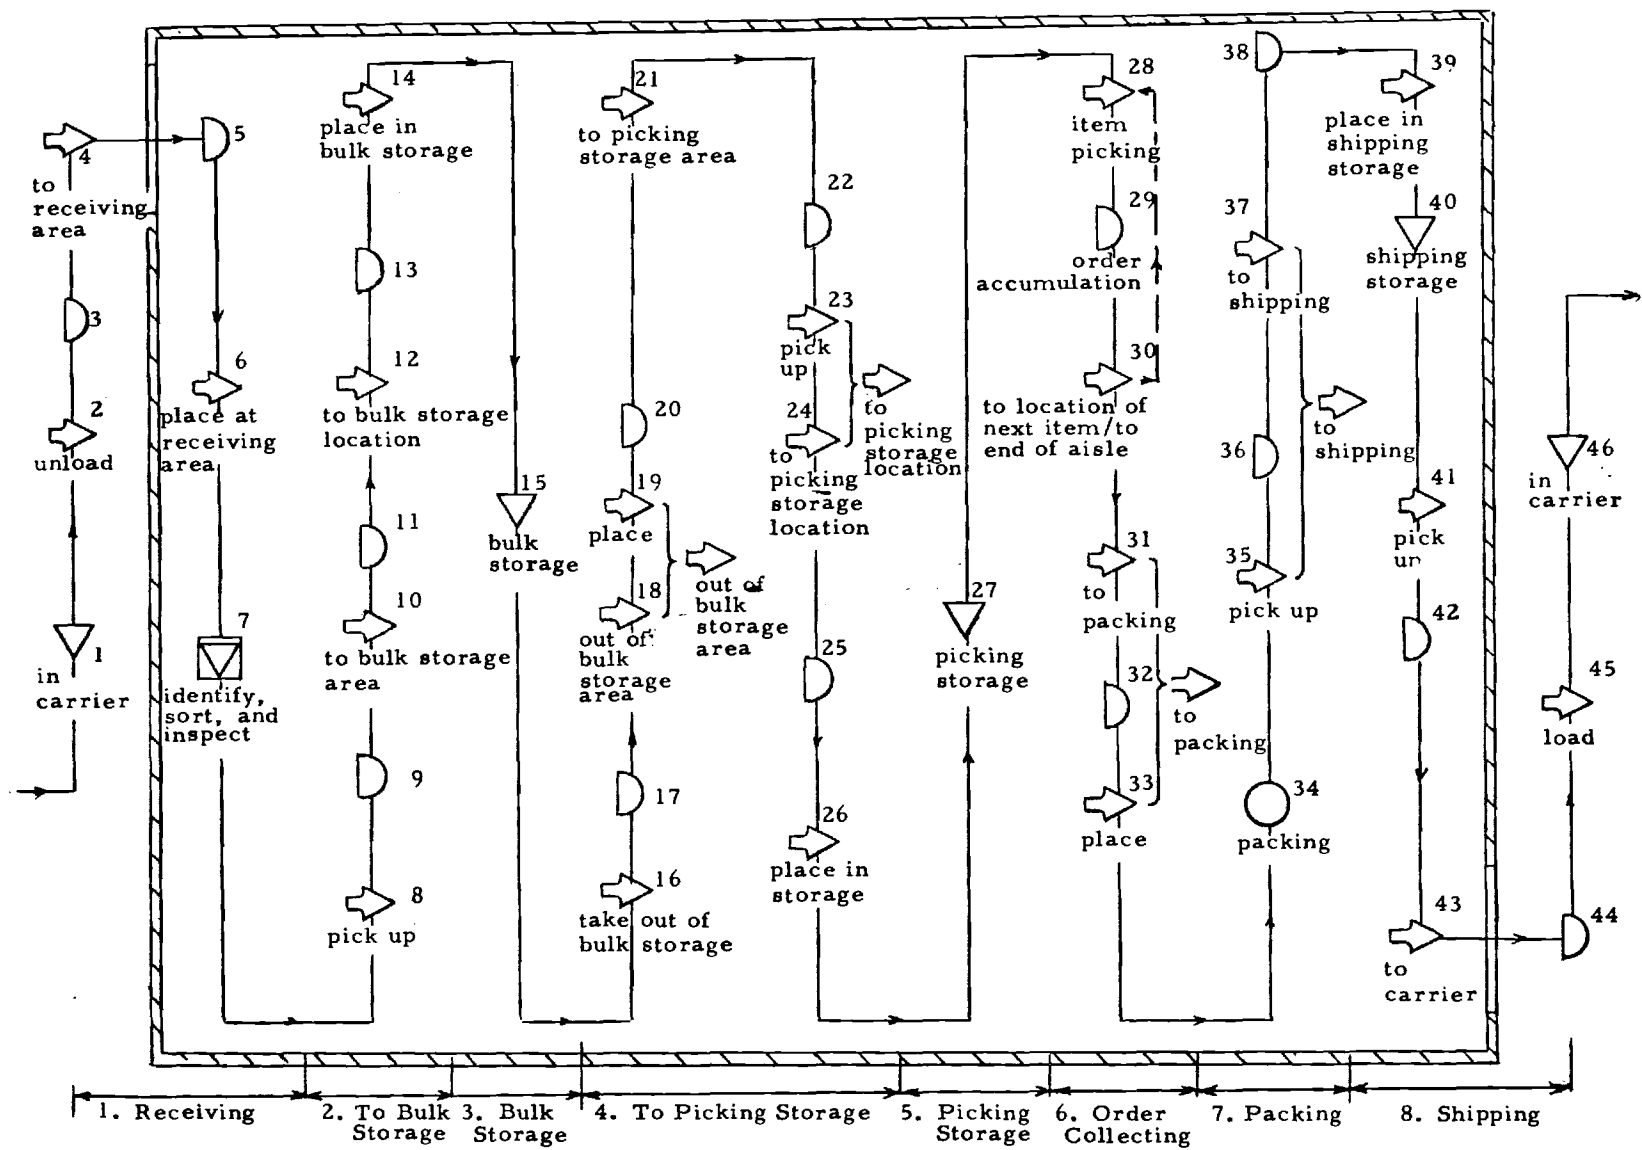 4
to
receiving
area
3
2
unload
1
in
carrier
5
6
place at
receiving
area
7
identify,
sort, and
inspect
14
place in
bulk storage
13
12
to bulk storage
location
11
10
to bulk storage
area
9
8
pick up
15
bulk
storage
21
to picking
storage area
20
19
place
18
out of
bulk
storage
area
out of
bulk
storage
area
17
16
take out of
bulk storage
22
23
pick
up
24
to
picking
storage
location
to
picking
storage
location
25
26
place in
storage
27
picking
storage
28
item
picking
29
order
accumulation
30
to location of
next item/to
end of aisle
31
to
packing
32
to
packing
33
place
38
37
to
shipping
36
to
shipping
35
pick up
34
packing
39
place in
shipping
storage
40
shipping
storage
41
pick
up
42
43
to
carrier
46
in
carrier
45
load
44
1. Receiving
2. To Bulk
Storage
3. Bulk
Storage
4. To Picking Storage
5. Picking
Storage
6. Order
Collecting
7. Packing
8. Shipping